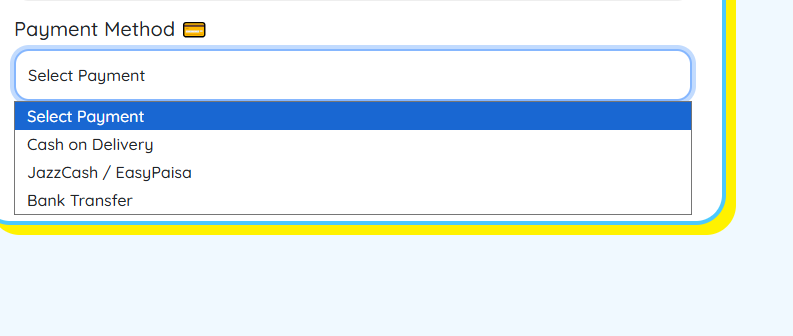 Payment Method 💳
Select Payment
Select Payment
Cash on Delivery
JazzCash / EasyPaisa
Bank Transfer